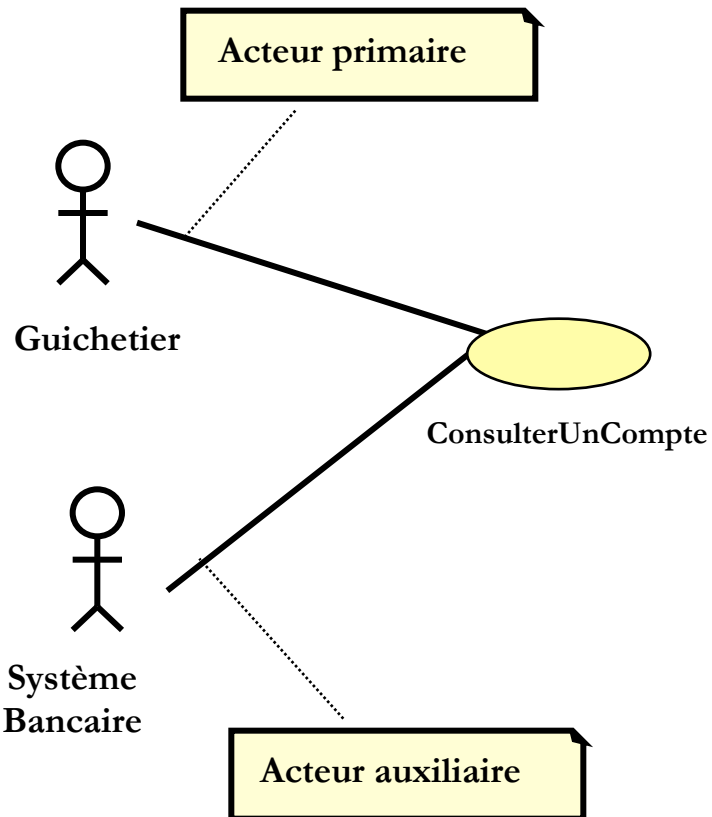 Acteur primaire
Guichetier
ConsulterUnCompte
Système
Bancaire
Acteur auxiliaire